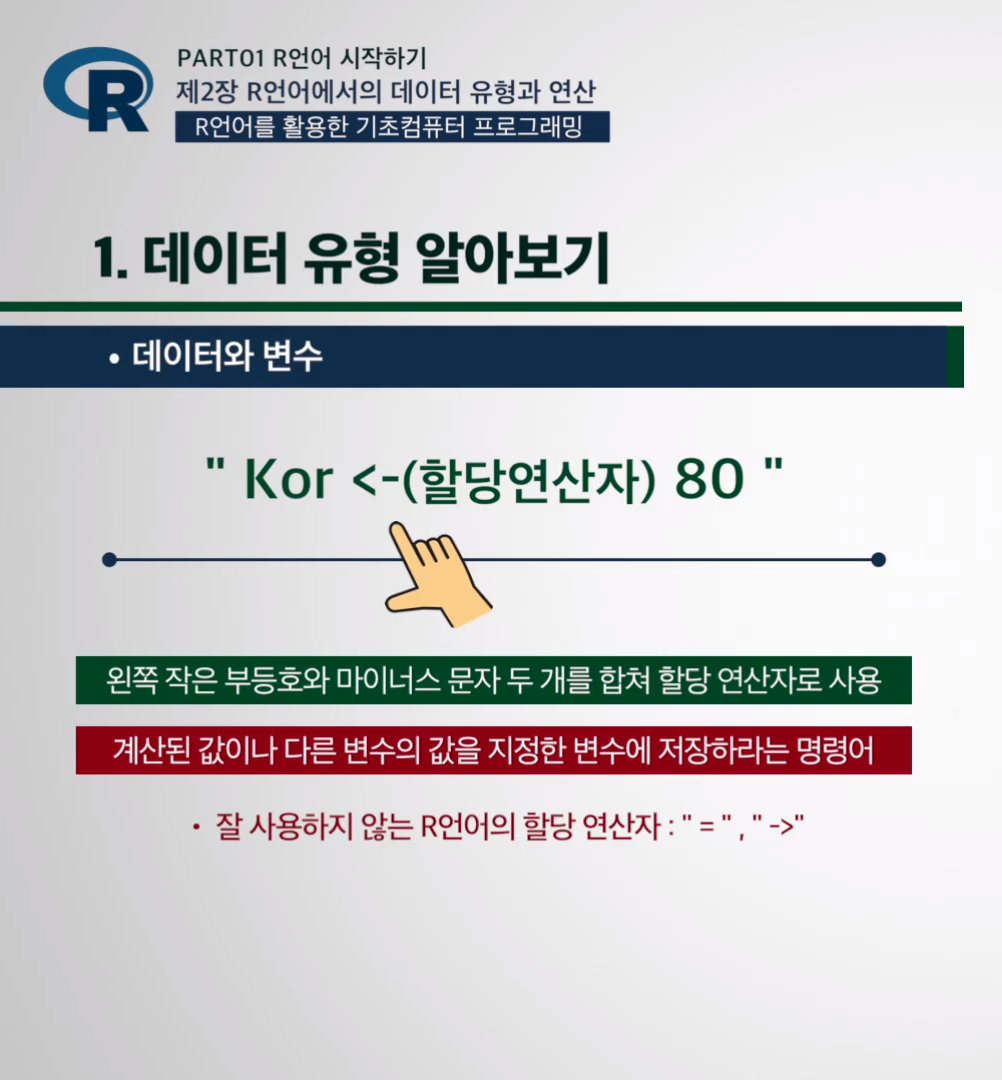 R
PART01 R언어 시작하기
제2장 R언어에서의 데이터 유형과 연산
R언어를 활용한 기초컴퓨터 프로그래밍
1. 데이터 유형 알아보기
• 데이터와 변수
" Kor <-(할당연산자) 80 "
왼쪽 작은 부등호와 마이너스 문자 두 개를 합쳐 할당 연산자로 사용
계산된 값이나 다른 변수의 값을 지정한 변수에 저장하라는 명령어
• 잘 사용하지 않는 R언어의 할당 연산자 : " = " , " ->"